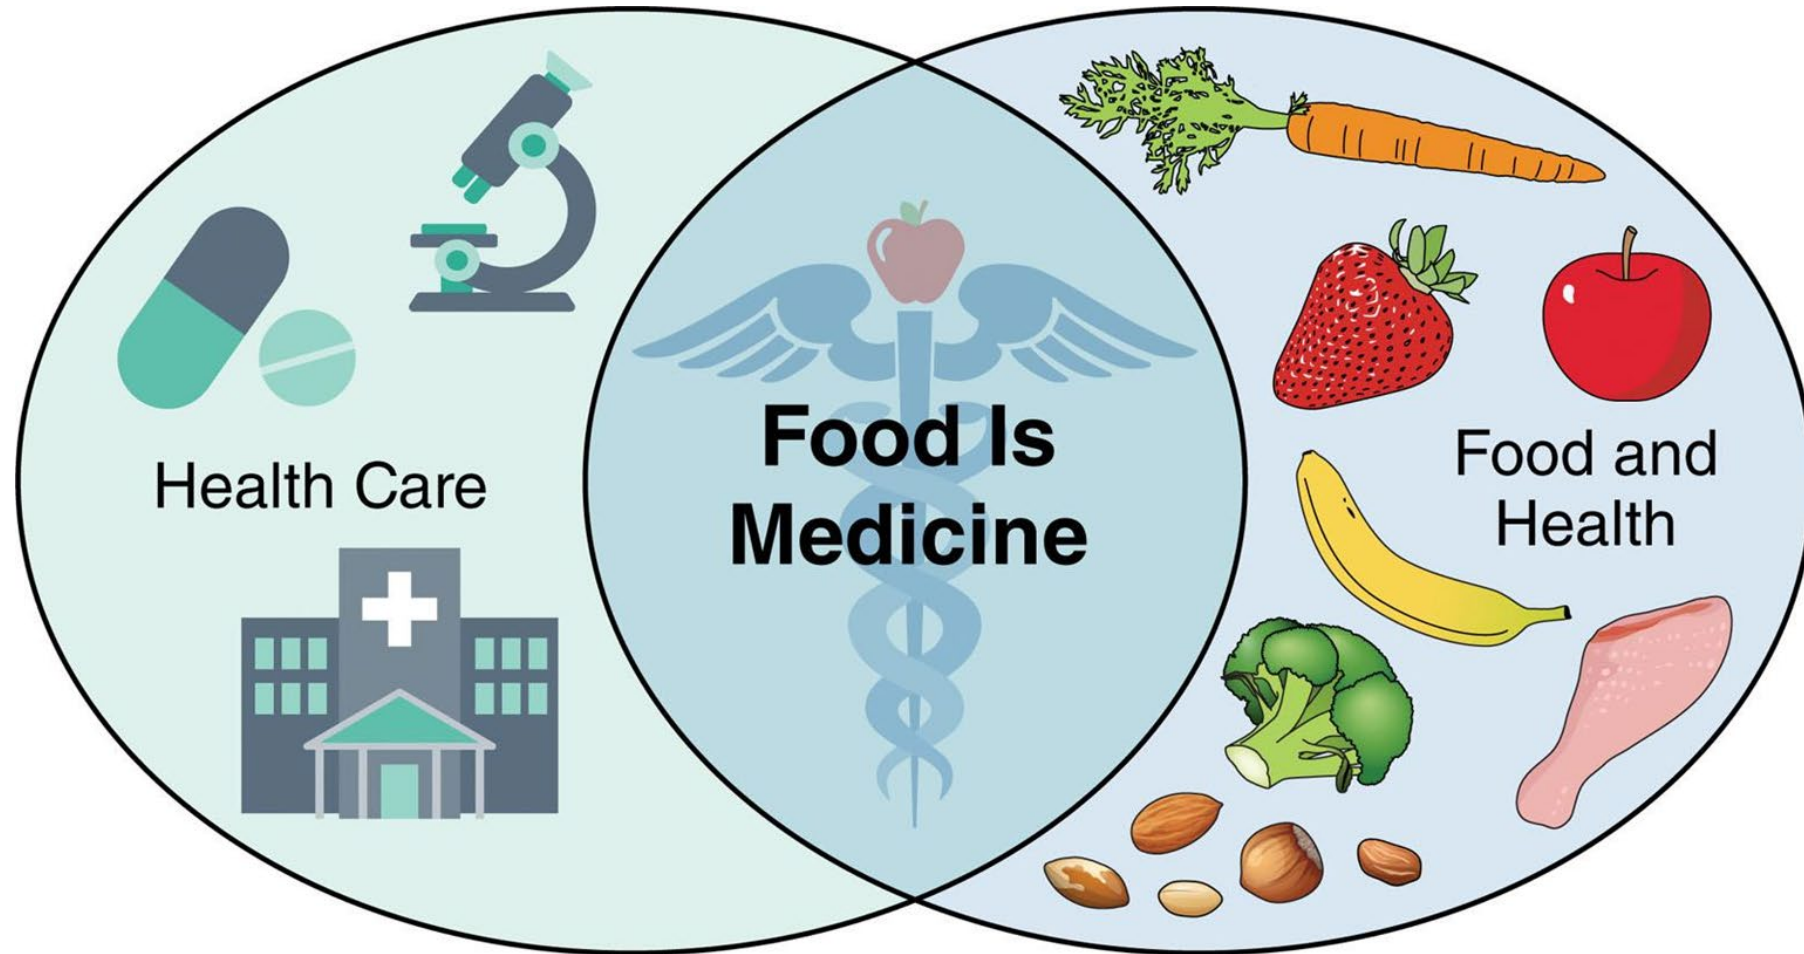 Health Care
Food Is
Medicine
Food and
Health